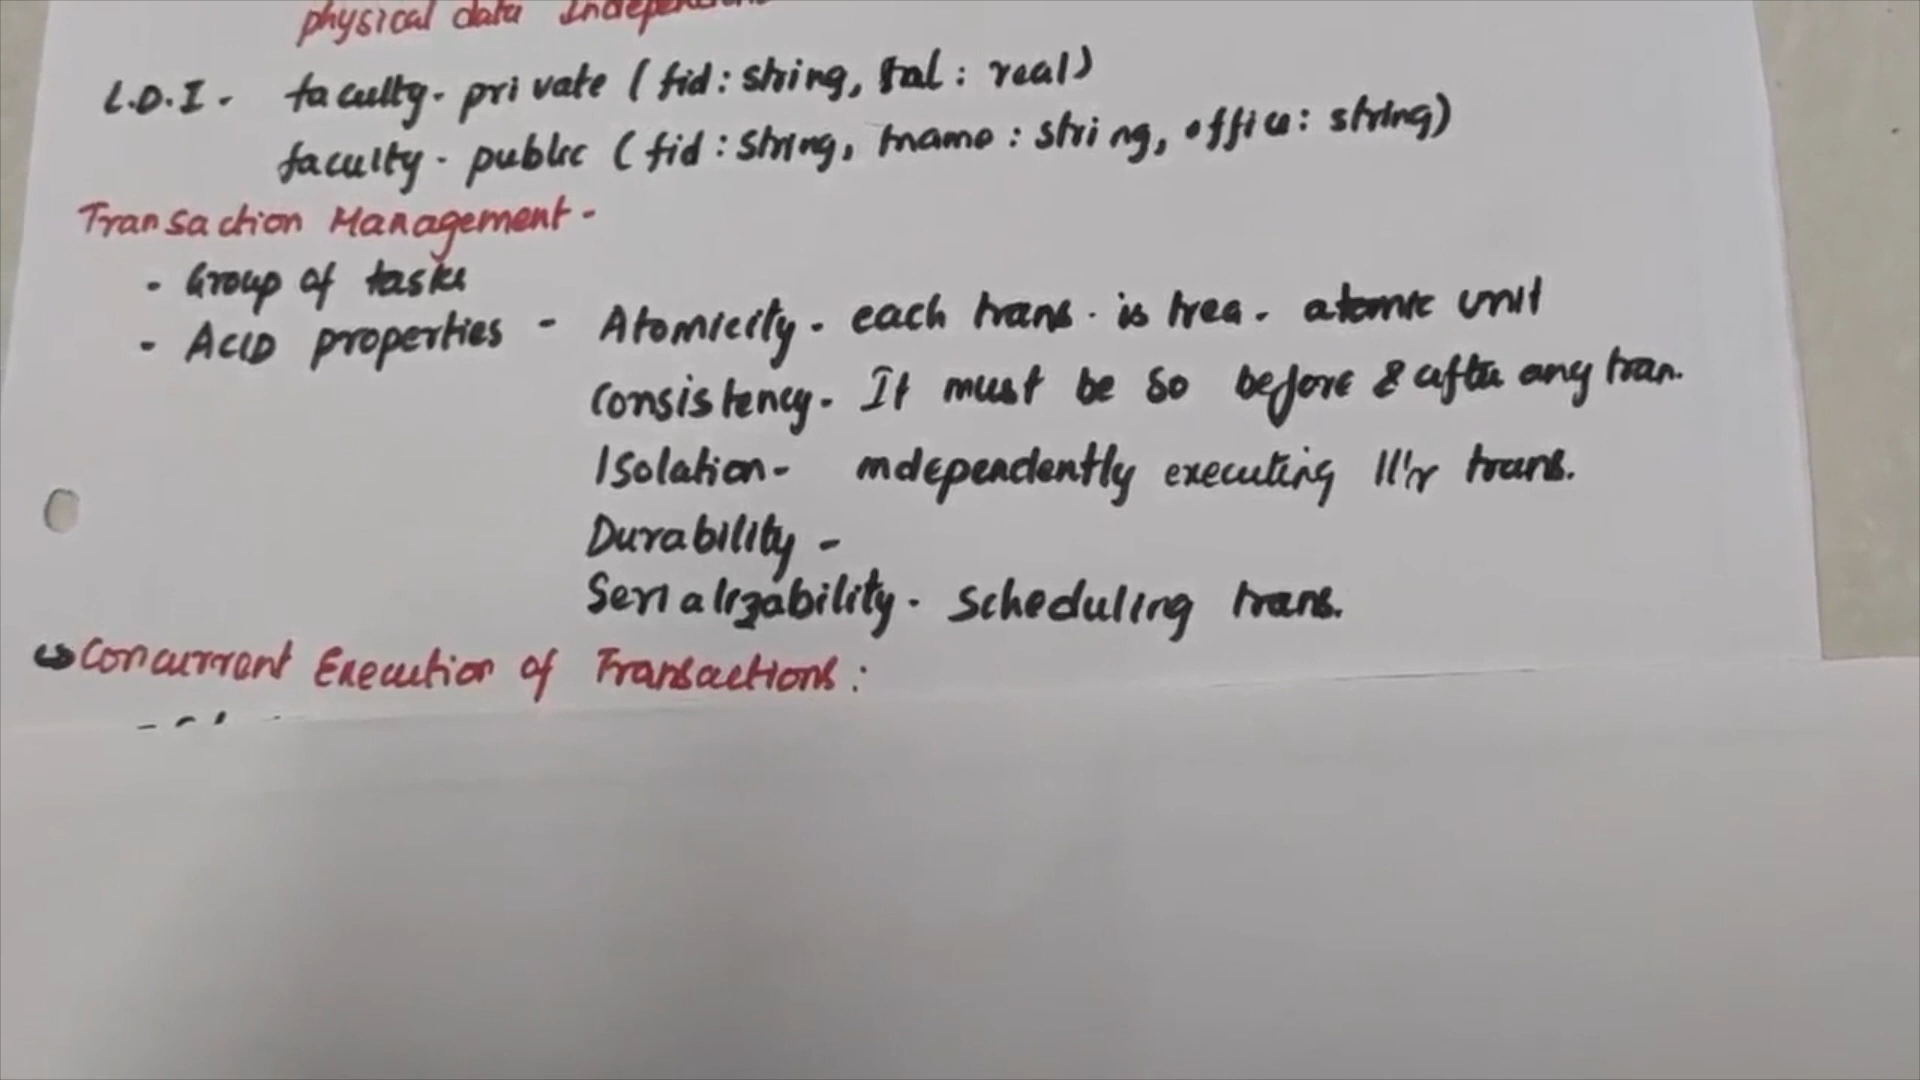 physical data Indepen
L.D.I - faculty- private (fid: string, sal: real)
faculty- public (fid: string, fname: string, office: string)
Transaction Management -
- Group of tasks
- ACID properties - Atomicity- each trans. is trea. atomic unit
Consistency- It must be so before & after any tran.
Isolation- independently executing ll'r trans.
Durability -
Serializability- scheduling trans.
Concurrant Execution of Transactions: